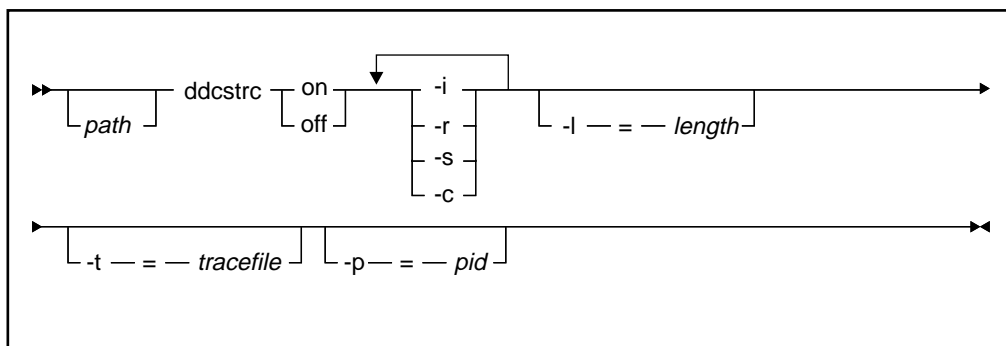 ddcstrc on -i
path off -l = length
-r
-s
-c
-t = tracefile -p = pid